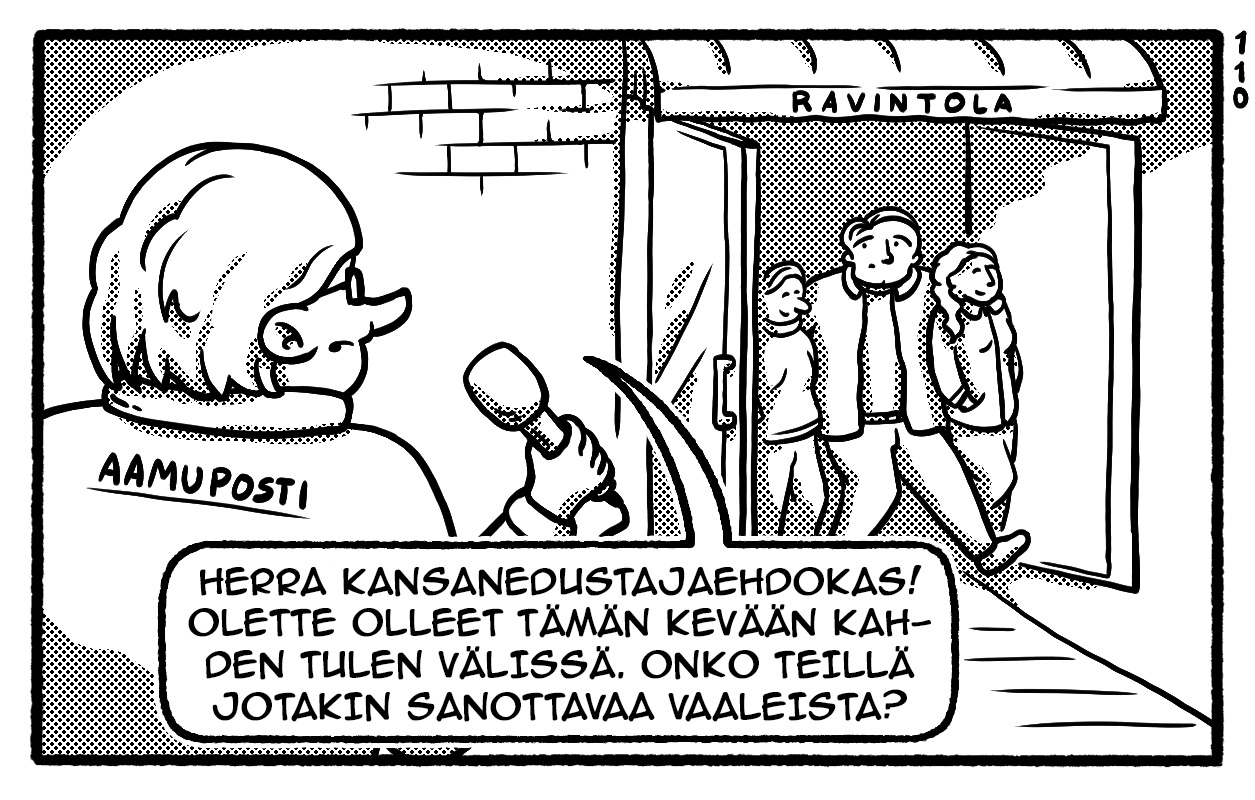 RAVINTOLA
110
AAMUPOSTI
HERRA KANSANEDUSTAJAEHDOKAS!
OLETTE OLLEET TÄMÄN KEVÄÄN KAH-
DEN TULEN VÄLISSÄ. ONKO TEILLÄ
JOTAKIN SANOTTAVAA VAALEISTA?